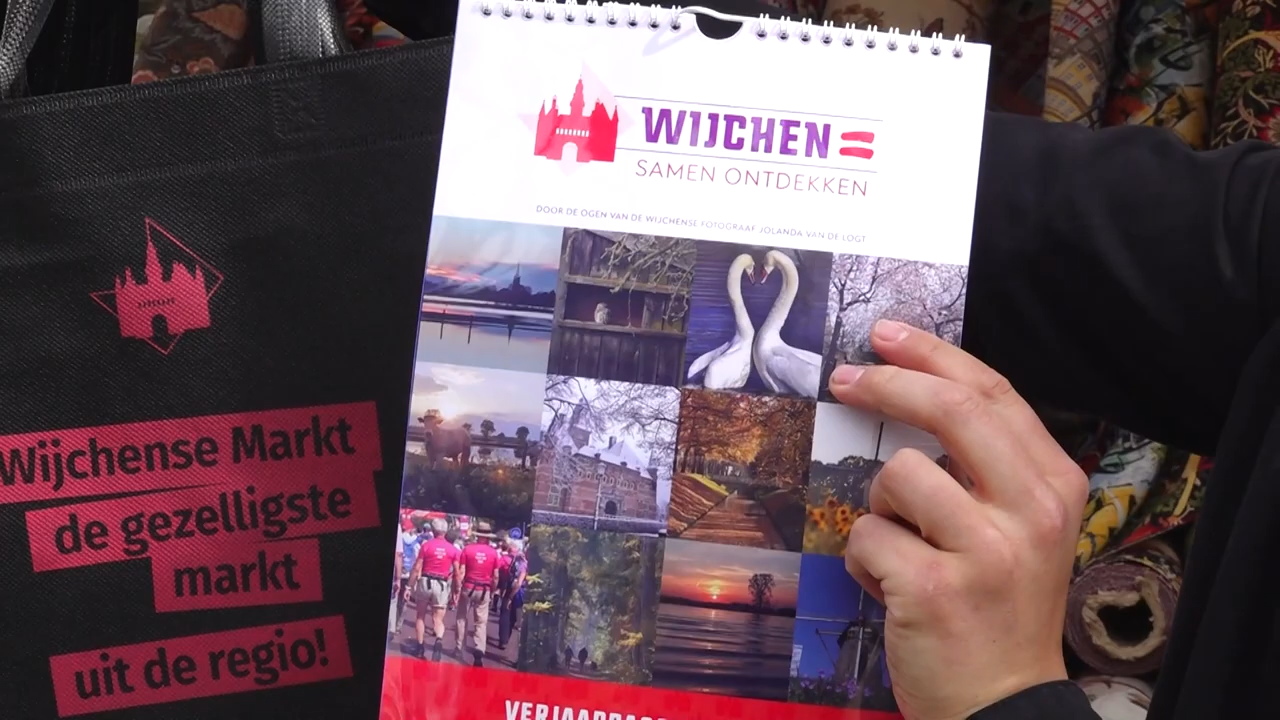 WIJCHEN
SAMEN ONTDEKKEN
DOOR DE OGEN VAN DE WIJCHENSE FOTOGRAAF JOLANDA VAN DE LOGT
Wijchense Markt
de gezelligste
markt
uit de regio!